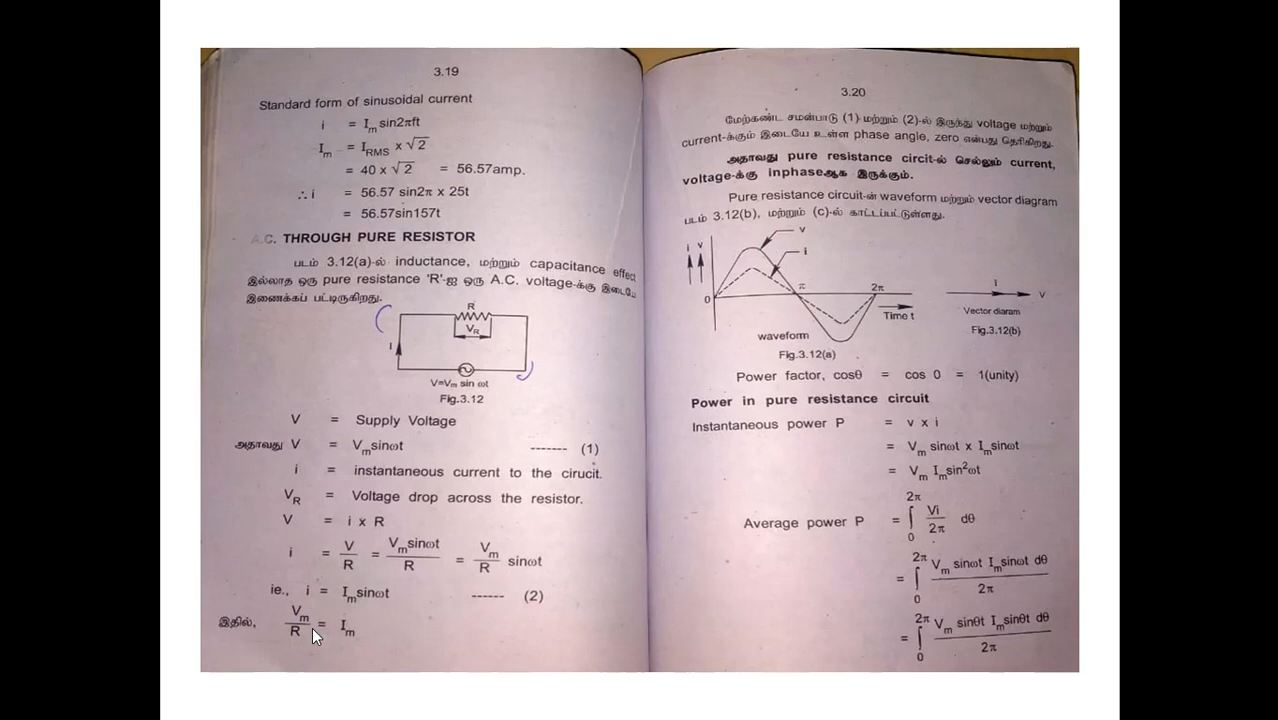 3.19
Standard form of sinusoidal current
i = Iₘ sin2πft
Iₘ = I_RMS x √2
= 40 x √2 = 56.57amp.
∴ i = 56.57 sin2π x 25t
= 56.57sin157t
A.C. THROUGH PURE RESISTOR
படம் 3.12(a)-ல் inductance, மற்றும் capacitance effect
இல்லாத ஒரு pure resistance 'R'-ஐ ஒரு A.C. voltage-க்கு இடையே
இணைக்கப் பட்டிருகிறது.
R
V_R
I
V=Vₘ sin ωt
Fig.3.12
V = Supply Voltage
அதாவது V = Vₘsinωt ------- (1)
i = instantaneous current to the cirucit.
V_R = Voltage drop across the resistor.
V = i x R
i = V/R = Vₘsinωt/R = Vₘ/R sinωt
ie., i = Iₘsinωt ------ (2)
இதில், Vₘ/R = Iₘ
3.20
மேற்கண்ட சமன்பாடு (1) மற்றும் (2)-ல் இருந்து voltage மற்றும்
current-க்கும் இடையே உள்ள phase angle, zero என்பது தெரிகிறது.
அதாவது pure resistance circit-ல் செல்லும் current,
voltage-க்கு inphaseஆக இருக்கும்.
Pure resistance circuit-ன் waveform மற்றும் vector diagram
படம் 3.12(b), மற்றும் (c)-ல் காட்டப்பட்டுள்ளது.
i v
v
i
0 π 2π
Time t
waveform
Fig.3.12(a)
I
V
Vector diaram
Fig.3.12(b)
Power factor, cosθ = cos 0 = 1(unity)
Power in pure resistance circuit
Instantaneous power P = v x i
= Vₘ sinωt x Iₘsinωt
= Vₘ Iₘsin²ωt
Average power P = ∫₀^2π Vi/2π dθ
= ∫₀^2π Vₘ sinωt Iₘsinωt dθ/2π
= ∫₀^2π Vₘ sinθt Iₘsinθt dθ/2π